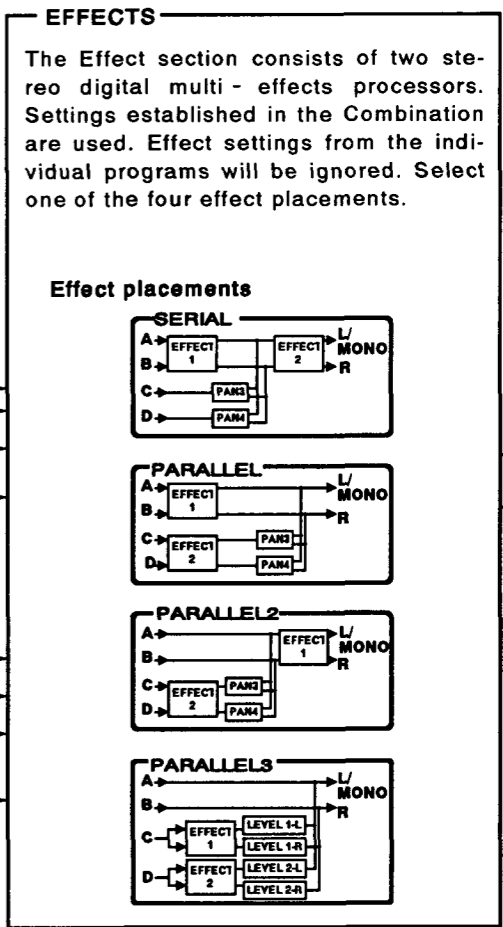 EFFECTS
The Effect section consists of two ste-
reo digital multi - effects processors.
Settings established in the Combination
are used. Effect settings from the indi-
vidual programs will be ignored. Select
one of the four effect placements.
Effect placements
SERIAL
A
EFFECT
1
EFFECT
2
L/
MONO
B
R
C
PAN3
D
PAN4
PARALLEL
A
EFFECT
1
L/
MONO
B
R
C
EFFECT
2
PAN3
D
PAN4
PARALLEL2
A
EFFECT
1
L/
MONO
B
R
C
EFFECT
2
PAN3
D
PAN4
PARALLEL3
A
L/
MONO
B
R
C
EFFECT
1
LEVEL 1-L
LEVEL 1-R
D
EFFECT
2
LEVEL 2-L
LEVEL 2-R